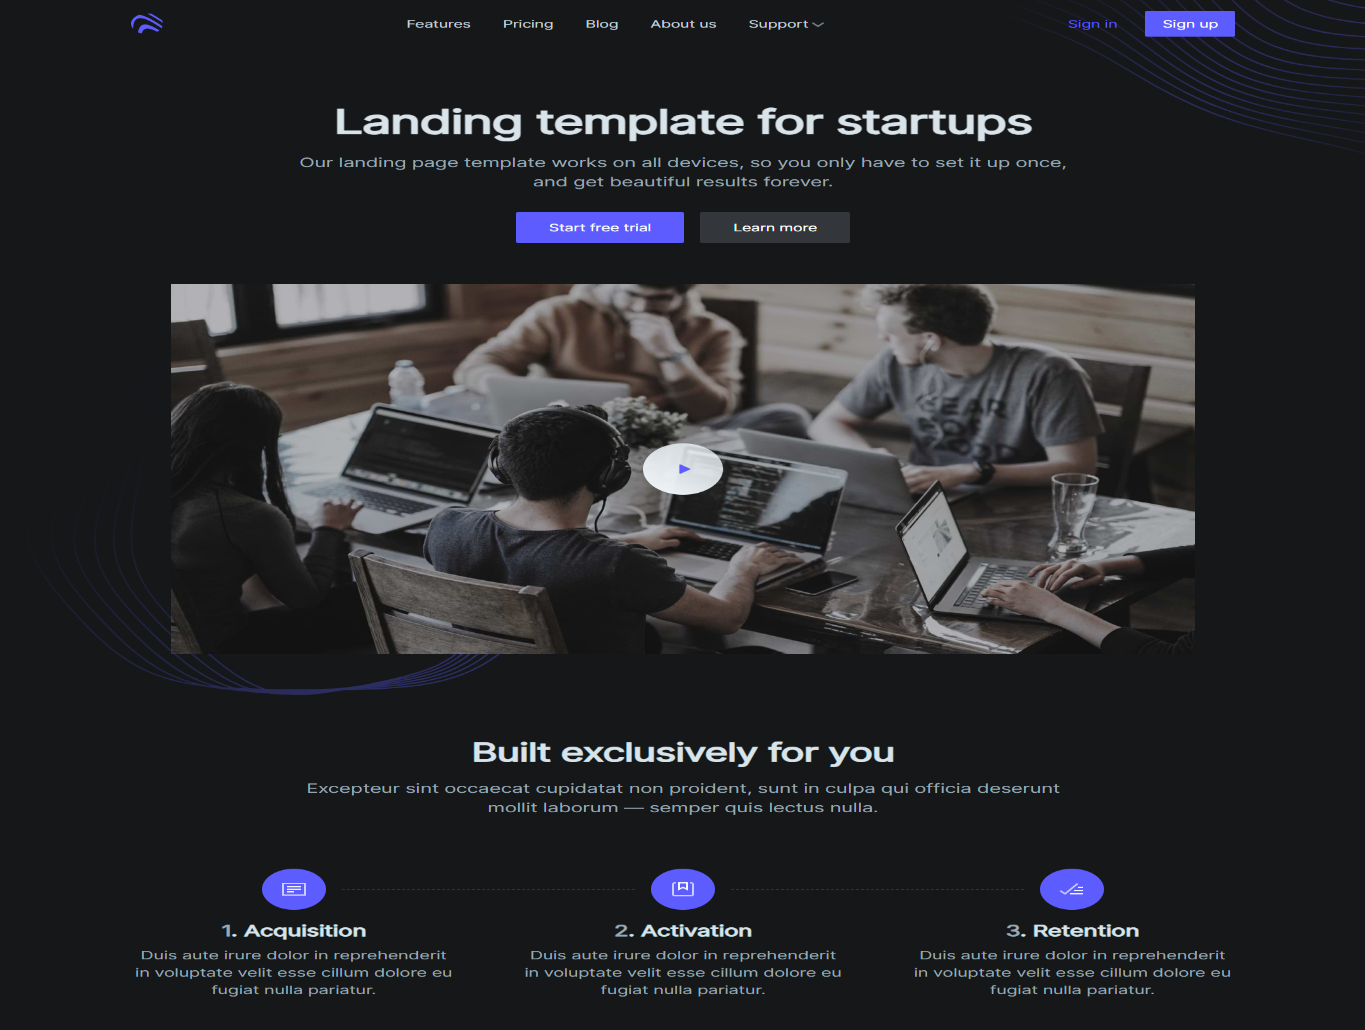 Features Pricing Blog About us Support Sign in Sign up
Landing template for startups
Our landing page template works on all devices, so you only have to set it up once,
and get beautiful results forever.
Start free trial Learn more
Built exclusively for you
Excepteur sint occaecat cupidatat non proident, sunt in culpa qui officia deserunt
mollit laborum — semper quis lectus nulla.
1. Acquisition
Duis aute irure dolor in reprehenderit
in voluptate velit esse cillum dolore eu
fugiat nulla pariatur.
2. Activation
Duis aute irure dolor in reprehenderit
in voluptate velit esse cillum dolore eu
fugiat nulla pariatur.
3. Retention
Duis aute irure dolor in reprehenderit
in voluptate velit esse cillum dolore eu
fugiat nulla pariatur.